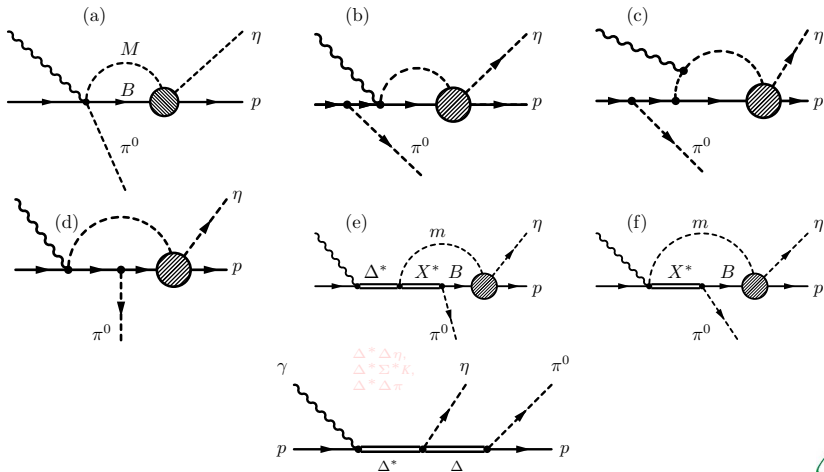 (a)
M
B
η
p
π⁰
(b)
η
p
π⁰
(c)
η
p
π⁰
(d)
η
p
π⁰
(e)
m
Δ* X* B
η
p
π⁰
(f)
m
X* B
η
p
π⁰
Δ*Δη,
Δ*Σ*K,
Δ*Δπ
γ
η
π⁰
p
Δ*
Δ
p